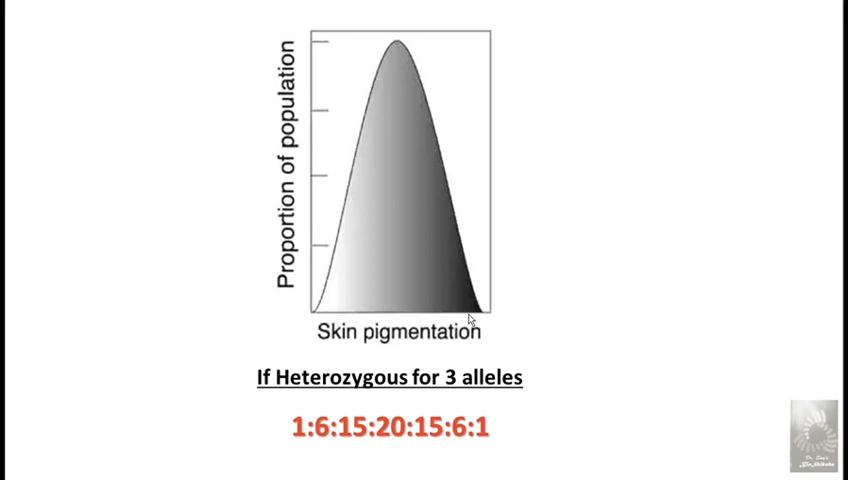 Proportion of population
Skin pigmentation
If Heterozygous for 3 alleles
1:6:15:20:15:6:1